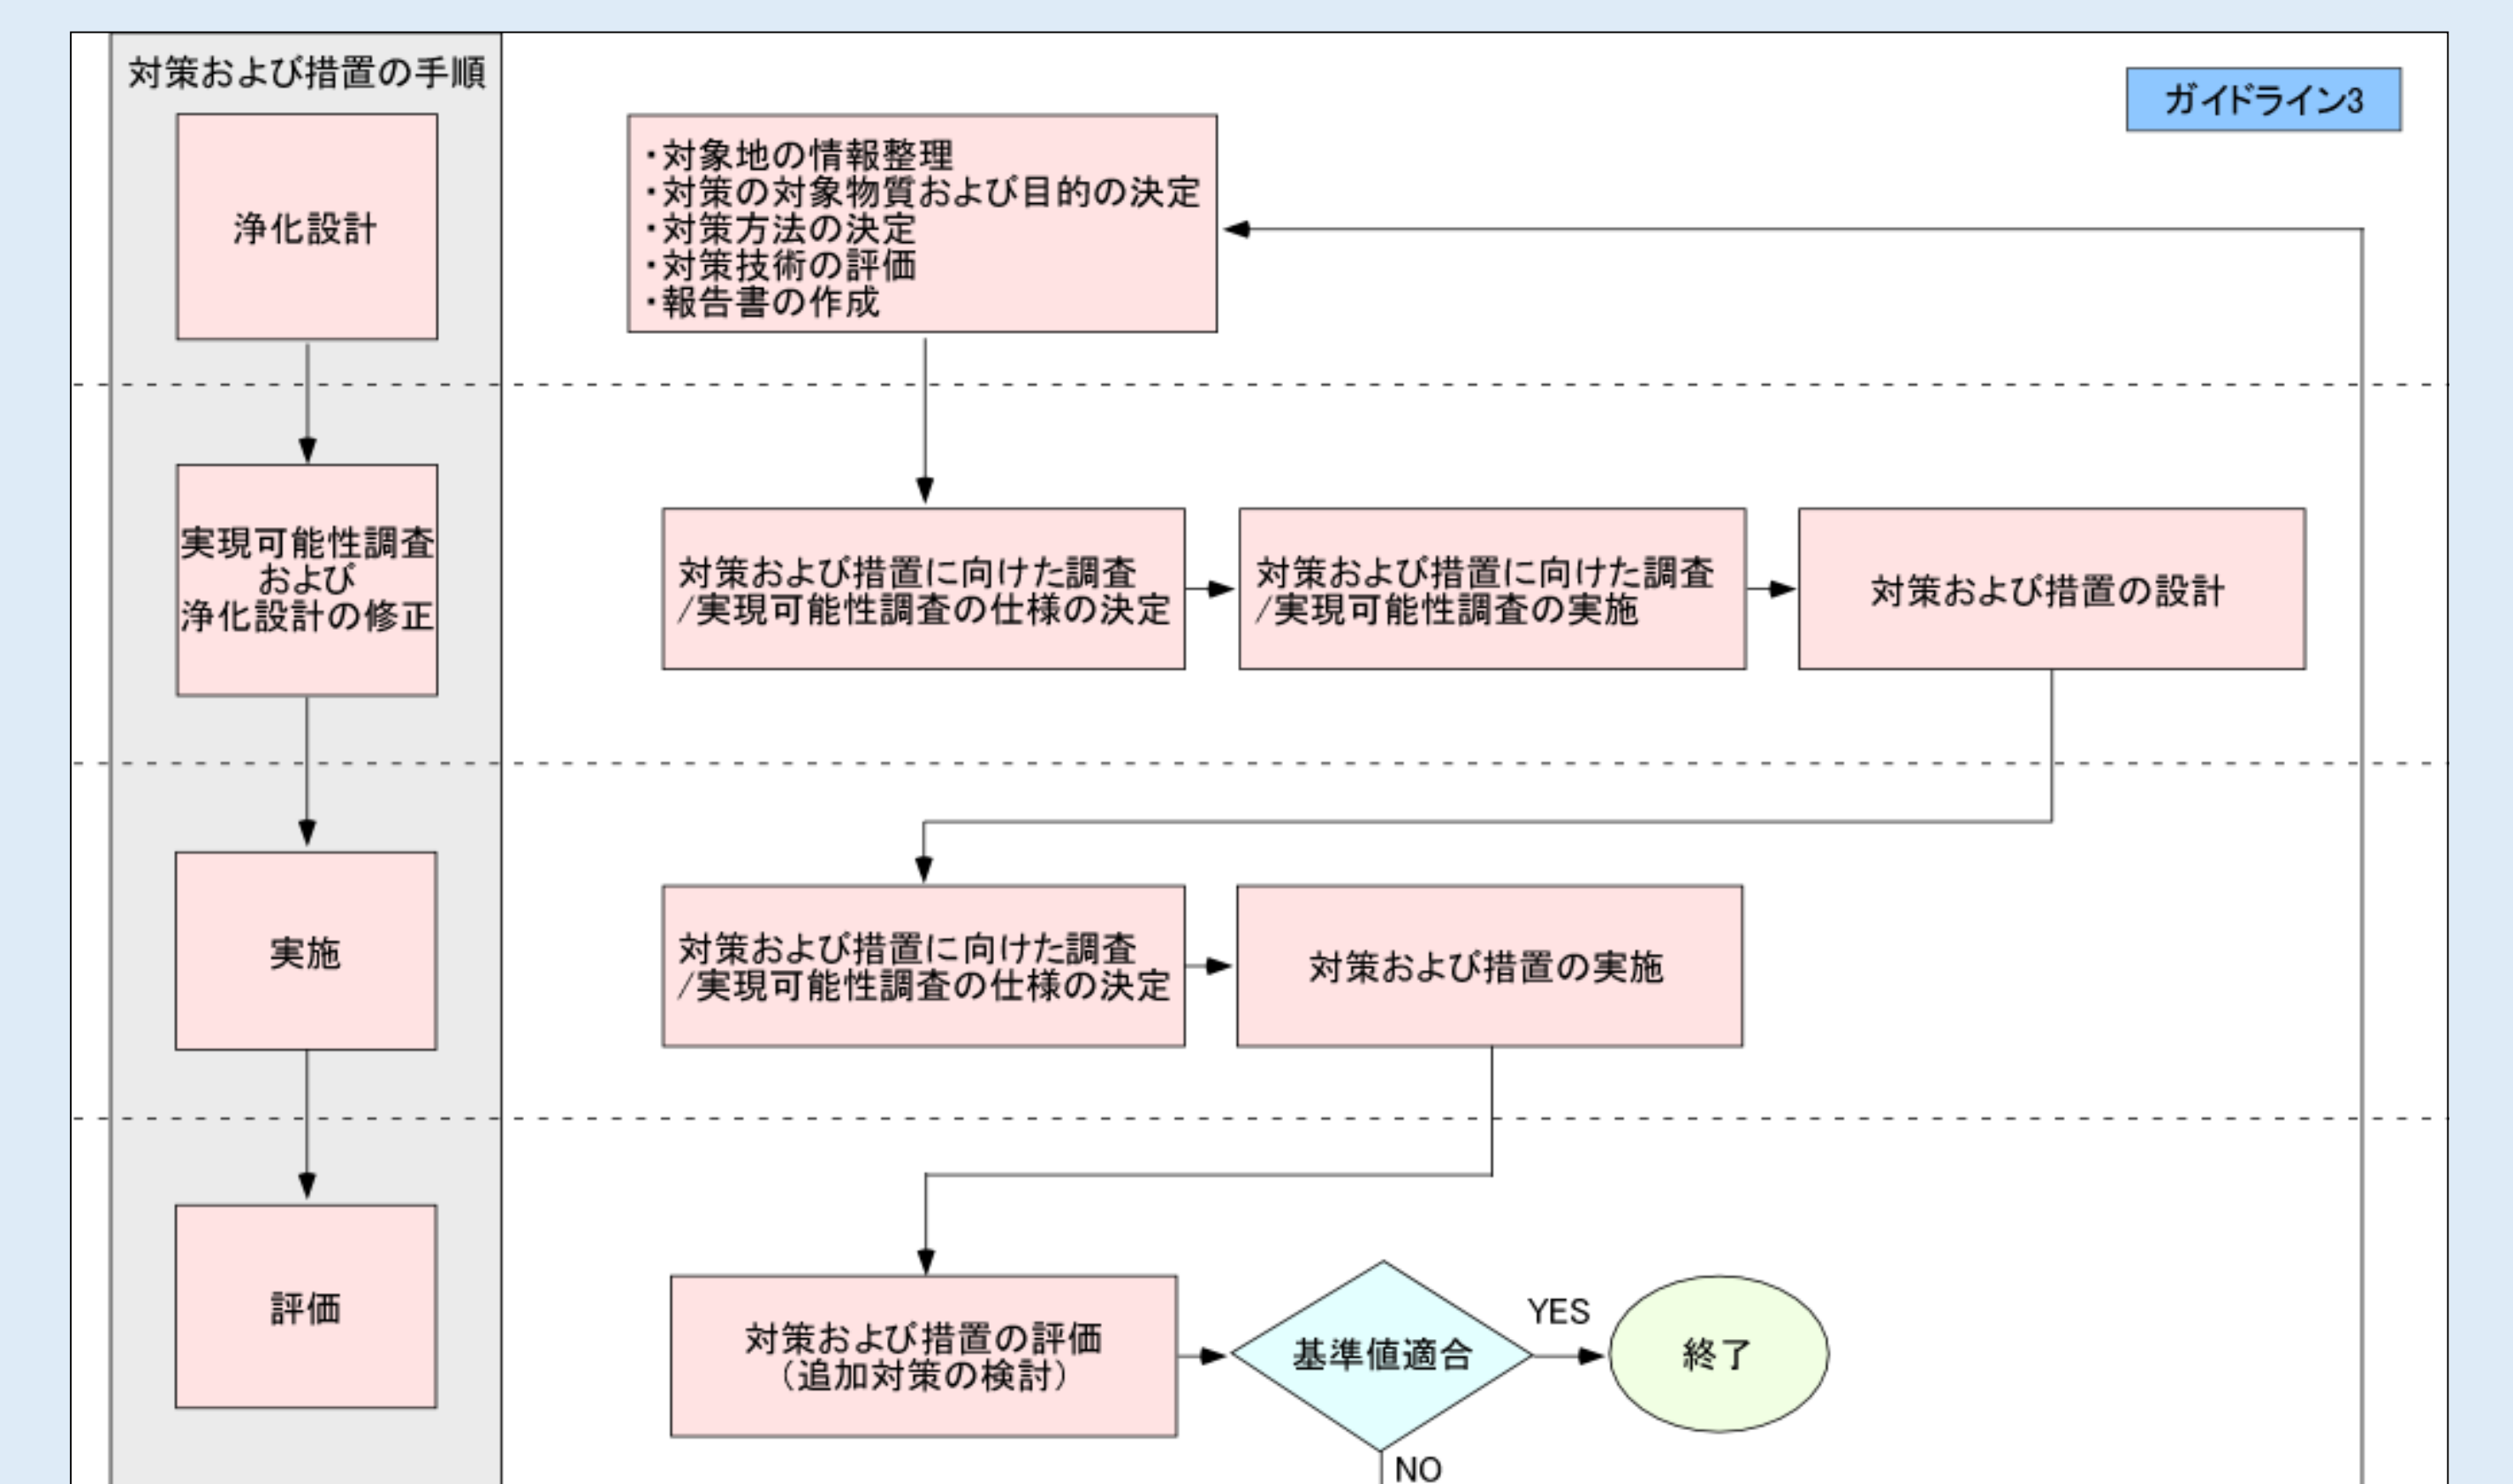 対策および措置の手順
ガイドライン3
浄化設計
・対象地の情報整理
・対策の対象物質および目的の決定
・対策方法の決定
・対策技術の評価
・報告書の作成
実現可能性調査
および
浄化設計の修正
対策および措置に向けた調査
/実現可能性調査の仕様の決定
対策および措置に向けた調査
/実現可能性調査の実施
対策および措置の設計
実施
対策および措置に向けた調査
/実現可能性調査の仕様の決定
対策および措置の実施
評価
対策および措置の評価
（追加対策の検討）
基準値適合
YES
終了
NO